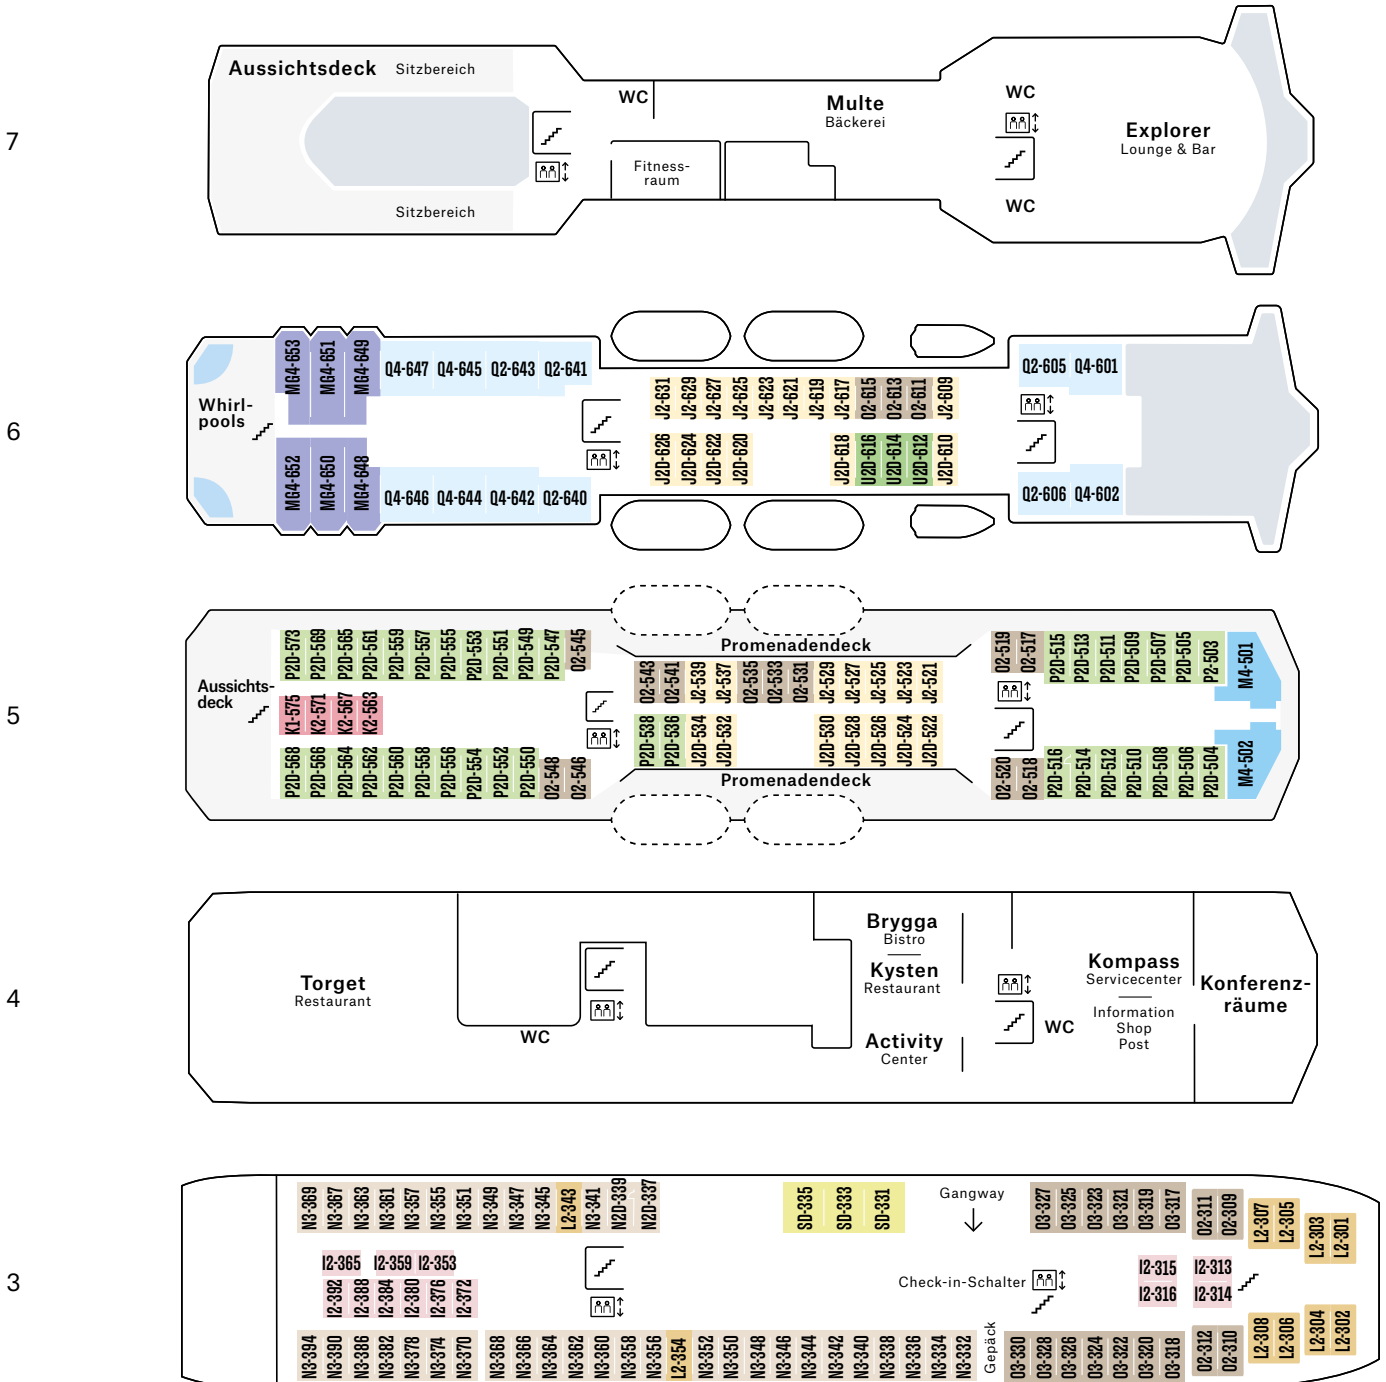 7
Aussichtsdeck Sitzbereich
WC
Multe
Bäckerei
WC
Explorer
Lounge & Bar
Fitness-
raum
Sitzbereich
WC
6
MG4-653 MG4-651 MG4-649
Q4-647 Q4-645 Q2-643 Q2-641
J2-631 J2-629 J2-627 J2-625 J2-623 J2-621 J2-619 J2-617 O2-615 O2-613 O2-611 J2-609
Q2-605 Q4-601
Whirl-
pools
MG4-652 MG4-650 MG4-648
Q4-646 Q4-644 Q4-642 Q2-640
J2D-626 J2D-624 J2D-622 J2D-620 J2D-618 U2D-616 U2D-614 U2D-612 J2D-610
Q2-606 Q4-602
5
P2D-573 P2D-569 P2D-565 P2D-561 P2D-559 P2D-557 P2D-555 P2D-553 P2D-551 P2D-549 P2D-547 O2-545
Promenadendeck
O2-543 O2-541 J2-539 J2-537 O2-535 O2-533 O2-531 J2-529 J2-527 J2-525 J2-523 J2-521
O2-519 O2-517 P2D-515 P2D-513 P2D-511 P2D-509 P2D-507 P2D-505 P2-503 M4-501
Aussichts-
deck
K1-575 K2-571 K2-567 K2-563
P2D-568 P2D-566 P2D-564 P2D-562 P2D-560 P2D-558 P2D-556 P2D-554 P2D-552 P2D-550 O2-548 O2-546
P2D-538 P2D-536 J2D-534 J2D-532 J2D-530 J2D-528 J2D-526 J2D-524 J2D-522
Promenadendeck
O2-520 O2-518 P2D-516 P2D-514 P2D-512 P2D-510 P2D-508 P2D-506 P2D-504 M4-502
4
Torget
Restaurant
WC
Brygga
Bistro
Kysten
Restaurant
Activity
Center
WC
Kompass
Servicecenter
Information
Shop
Post
Konferenz-
räume
3
N3-369 N3-367 N3-363 N3-361 N3-357 N3-355 N3-351 N3-349 N3-347 N3-345 L2-343 N3-341 N2D-339 N2D-337
SD-335 SD-333 SD-331
Gangway
O3-327 O3-325 O3-323 O3-321 O3-319 O3-317 O2-311 O2-309 L2-307 L2-305 L2-303 L2-301
I2-365 I2-359 I2-353
I2-392 I2-388 I2-384 I2-380 I2-376 I2-372
Check-in-Schalter
I2-315 I2-313
I2-316 I2-314
N3-394 N3-390 N3-386 N3-382 N3-378 N3-374 N3-370 N3-368 N3-366 N3-364 N3-362 N3-360 N3-358 N3-356 L2-354 N3-352 N3-350 N3-348 N3-346 N3-344 N3-342 N3-340 N3-338 N3-336 N3-334 N3-332
Gepäck
O3-330 O3-328 O3-326 O3-324 O3-322 O3-320 O3-318 O2-312 O2-310 L2-308 L2-306 L2-304 L2-302